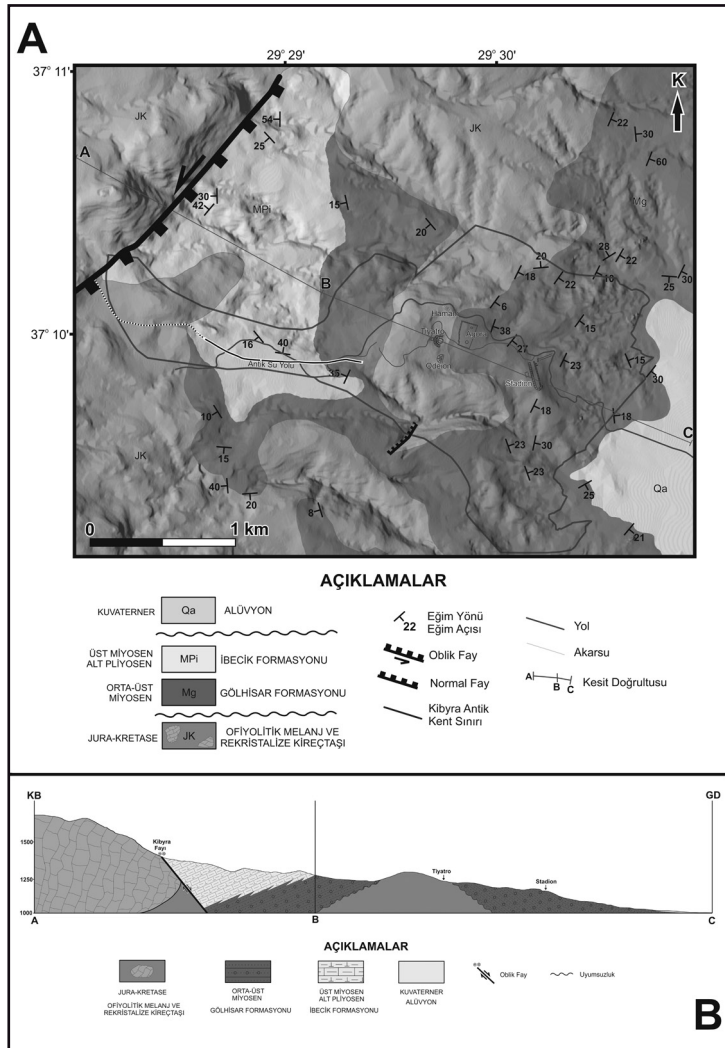 A
29° 29'
29° 30'
37° 11'
K
JK
JK
A
54
25
22
30
60
30
42
MPi
15
20
Mg
B
28
20
22
18
22
10
25
30
37° 10'
6
Hamam
Tiyatro
Agora
38
15
Odeion
27
16
40
Antik Su Yolu
35
23
15
30
Stadion
10
18
18
C
JK
15
23
30
40
20
23
25
Qa
8
21
0
1 km
AÇIKLAMALAR
KUVATERNER
Qa
ALÜVYON
ÜST MİYOSEN
ALT PLİYOSEN
MPi
İBECİK FORMASYONU
ORTA-ÜST
MİYOSEN
Mg
GÖLHİSAR FORMASYONU
JURA-KRETASE
JK
OFİYOLİTİK MELANJ VE
REKRİSTALİZE KİREÇTAŞI
22
Eğim Yönü
Eğim Açısı
Oblik Fay
Normal Fay
Kibyra Antik
Kent Sınırı
Yol
Akarsu
A
B
C
Kesit Doğrultusu
KB
GD
1500
1250
1000
Kibyra
Fayı
Tiyatro
Stadion
A
B
C
AÇIKLAMALAR
JURA-KRETASE
OFİYOLİTİK MELANJ VE
REKRİSTALİZE KİREÇTAŞI
ORTA-ÜST
MİYOSEN
GÖLHİSAR FORMASYONU
ÜST MİYOSEN
ALT PLİYOSEN
İBECİK FORMASYONU
KUVATERNER
ALÜVYON
Oblik Fay
Uyumsuzluk
B